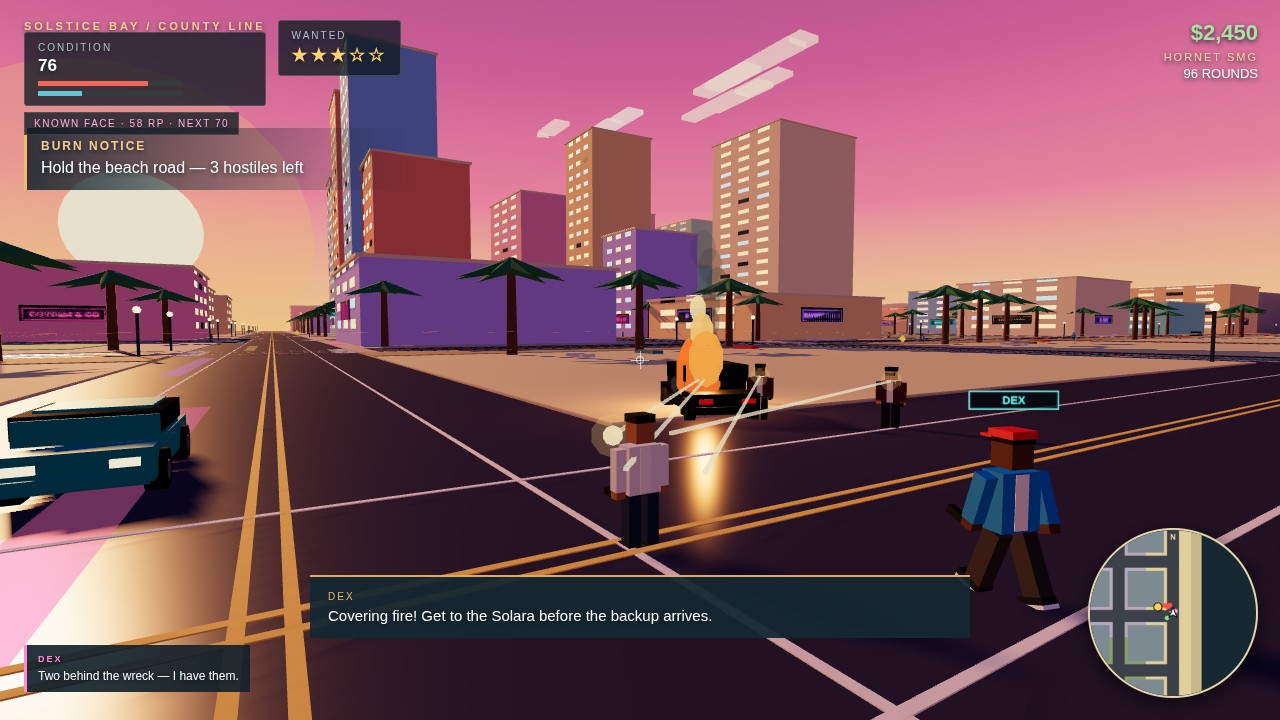 SOLSTICE BAY / COUNTY LINE
CONDITION
76
WANTED
★★★☆☆
KNOWN FACE · 58 RP · NEXT 70
BURN NOTICE
Hold the beach road — 3 hostiles left
$2,450
HORNET SMG
96 ROUNDS
DEX
DEX
Covering fire! Get to the Solara before the backup arrives.
DEX
Two behind the wreck — I have them.
N